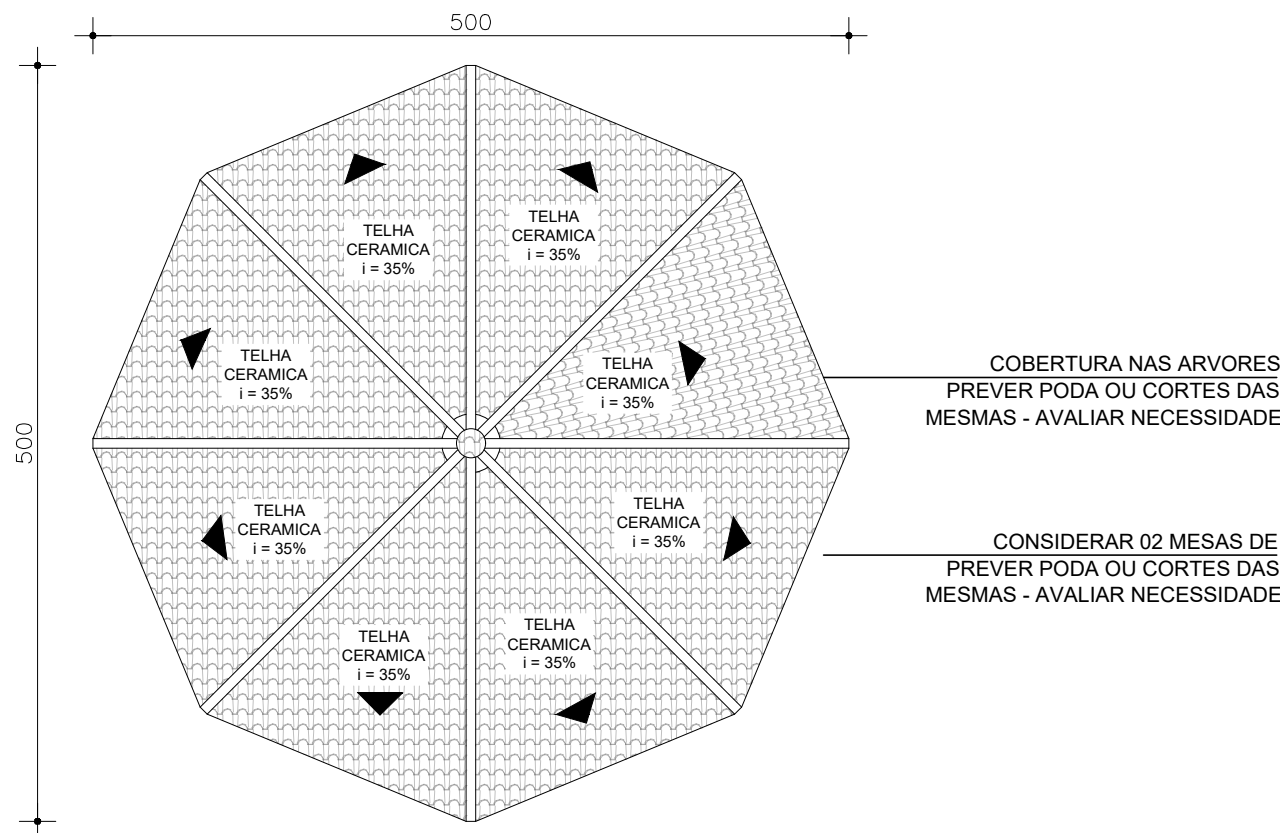 500
500
TELHA
CERAMICA
i = 35%
TELHA
CERAMICA
i = 35%
TELHA
CERAMICA
i = 35%
TELHA
CERAMICA
i = 35%
TELHA
CERAMICA
i = 35%
TELHA
CERAMICA
i = 35%
TELHA
CERAMICA
i = 35%
TELHA
CERAMICA
i = 35%
COBERTURA NAS ARVORES
PREVER PODA OU CORTES DAS
MESMAS - AVALIAR NECESSIDADE
CONSIDERAR 02 MESAS DE
PREVER PODA OU CORTES DAS
MESMAS - AVALIAR NECESSIDADE